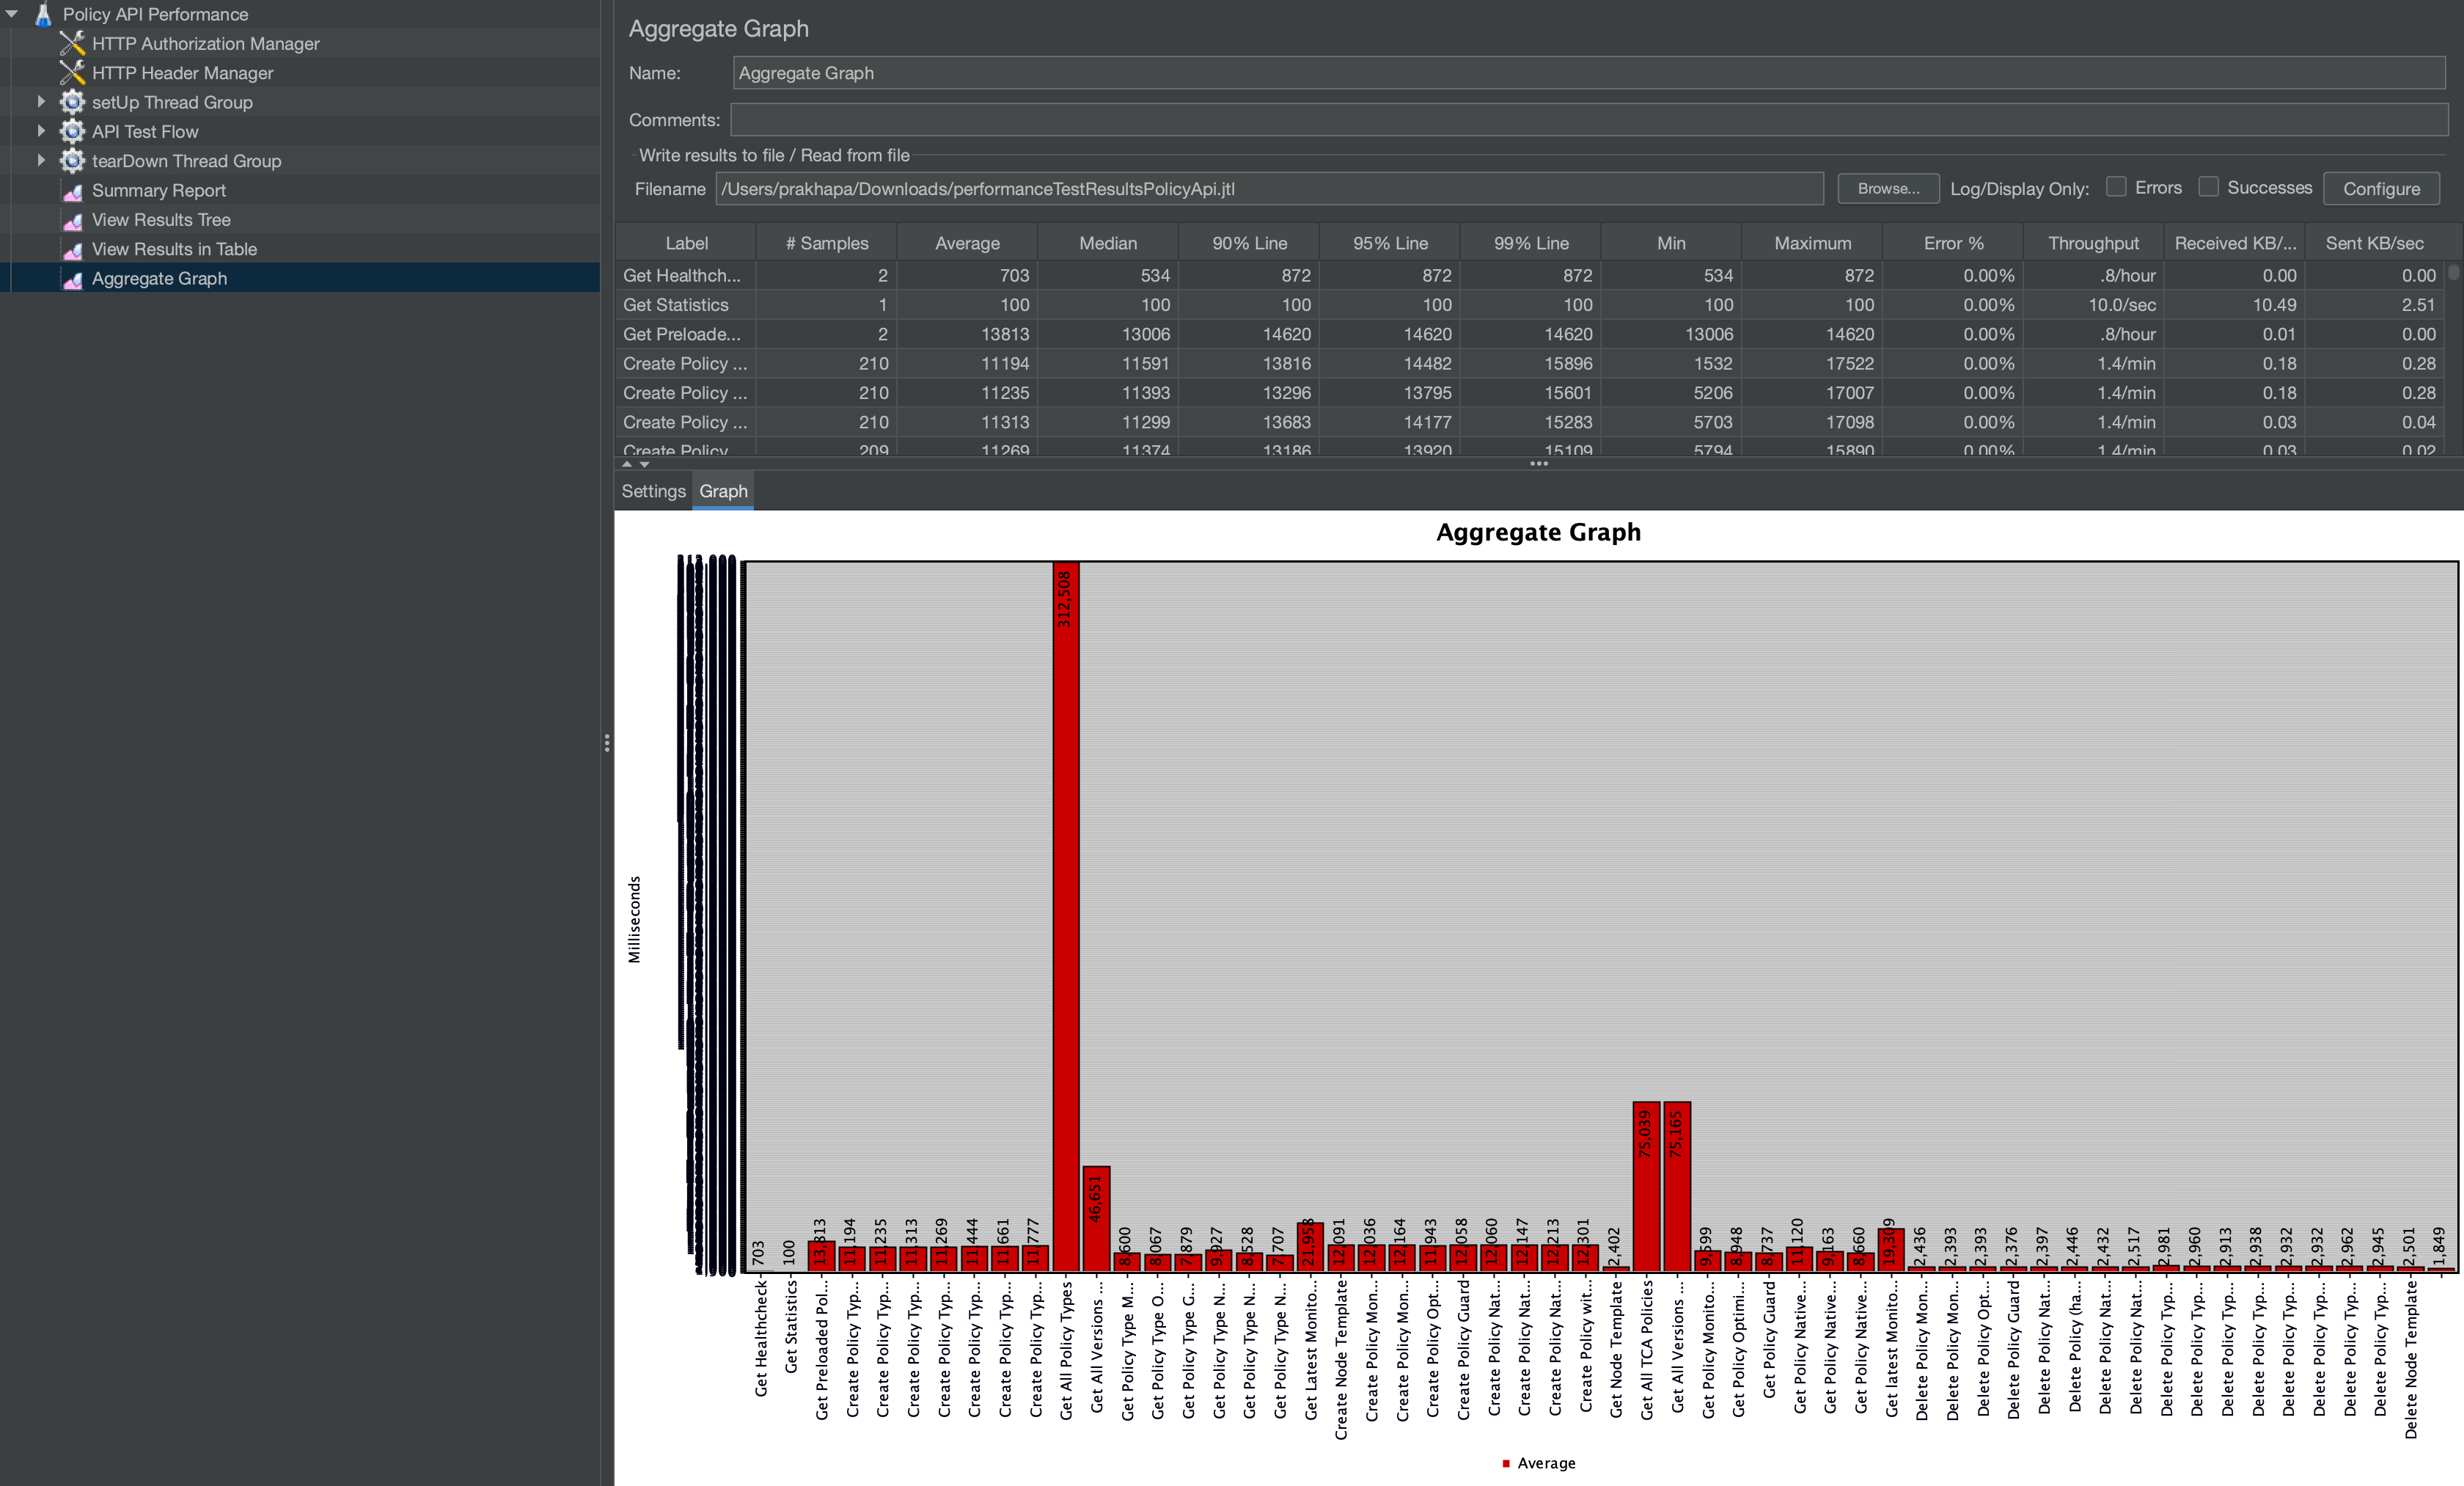 Policy API Performance
HTTP Authorization Manager
HTTP Header Manager
setUp Thread Group
API Test Flow
tearDown Thread Group
Summary Report
View Results Tree
View Results in Table
Aggregate Graph
Aggregate Graph
Name: Aggregate Graph
Comments:
Write results to file / Read from file
Filename /Users/prakhapa/Downloads/performanceTestResultsPolicyApi.jtl Browse... Log/Display Only: Errors Successes Configure
Label # Samples Average Median 90% Line 95% Line 99% Line Min Maximum Error % Throughput Received KB/... Sent KB/sec
Get Healthch... 2 703 534 872 872 872 534 872 0.00% .8/hour 0.00 0.00
Get Statistics 1 100 100 100 100 100 100 100 0.00% 10.0/sec 10.49 2.51
Get Preloade... 2 13813 13006 14620 14620 14620 13006 14620 0.00% .8/hour 0.01 0.00
Create Policy ... 210 11194 11591 13816 14482 15896 1532 17522 0.00% 1.4/min 0.18 0.28
Create Policy ... 210 11235 11393 13296 13795 15601 5206 17007 0.00% 1.4/min 0.18 0.28
Create Policy ... 210 11313 11299 13683 14177 15283 5703 17098 0.00% 1.4/min 0.03 0.04
Create Policy 209 11269 11374 13186 13920 15109 5794 15890 0.00% 1.4/min 0.03 0.02
Settings Graph
Aggregate Graph
Milliseconds
703 100 13,813 11,194 11,235 11,313 11,269 11,444 11,661 11,777 312,508 46,651 8,600 8,067 7,879 9,927 8,528 7,707 21,958 12,091 12,036 12,164 11,943 12,058 12,060 12,147 12,213 12,301 2,402 75,039 75,165 9,599 8,948 8,737 11,120 9,163 8,660 19,309 2,436 2,393 2,393 2,376 2,397 2,446 2,432 2,517 2,981 2,960 2,913 2,938 2,932 2,932 2,962 2,945 2,501 1,849
Get Healthcheck
Get Statistics
Get Preloaded Pol...
Create Policy Typ...
Create Policy Typ...
Create Policy Typ...
Create Policy Typ...
Create Policy Typ...
Create Policy Typ...
Create Policy Typ...
Get All Policy Types
Get All Versions ...
Get Policy Type M...
Get Policy Type O...
Get Policy Type G...
Get Policy Type N...
Get Policy Type N...
Get Policy Type N...
Get Latest Monito...
Create Node Template
Create Policy Mon...
Create Policy Mon...
Create Policy Opt...
Create Policy Guard
Create Policy Nat...
Create Policy Nat...
Create Policy Nat...
Create Policy wit...
Get Node Template
Get All TCA Policies
Get All Versions ...
Get Policy Monito...
Get Policy Optimi...
Get Policy Guard
Get Policy Native...
Get Policy Native...
Get Policy Native...
Get latest Monito...
Delete Policy Mon...
Delete Policy Mon...
Delete Policy Opt...
Delete Policy Guard
Delete Policy Nat...
Delete Policy (ha...
Delete Policy Nat...
Delete Policy Nat...
Delete Policy Typ...
Delete Policy Typ...
Delete Policy Typ...
Delete Policy Typ...
Delete Policy Typ...
Delete Policy Typ...
Delete Policy Typ...
Delete Policy Typ...
Delete Node Template
Average